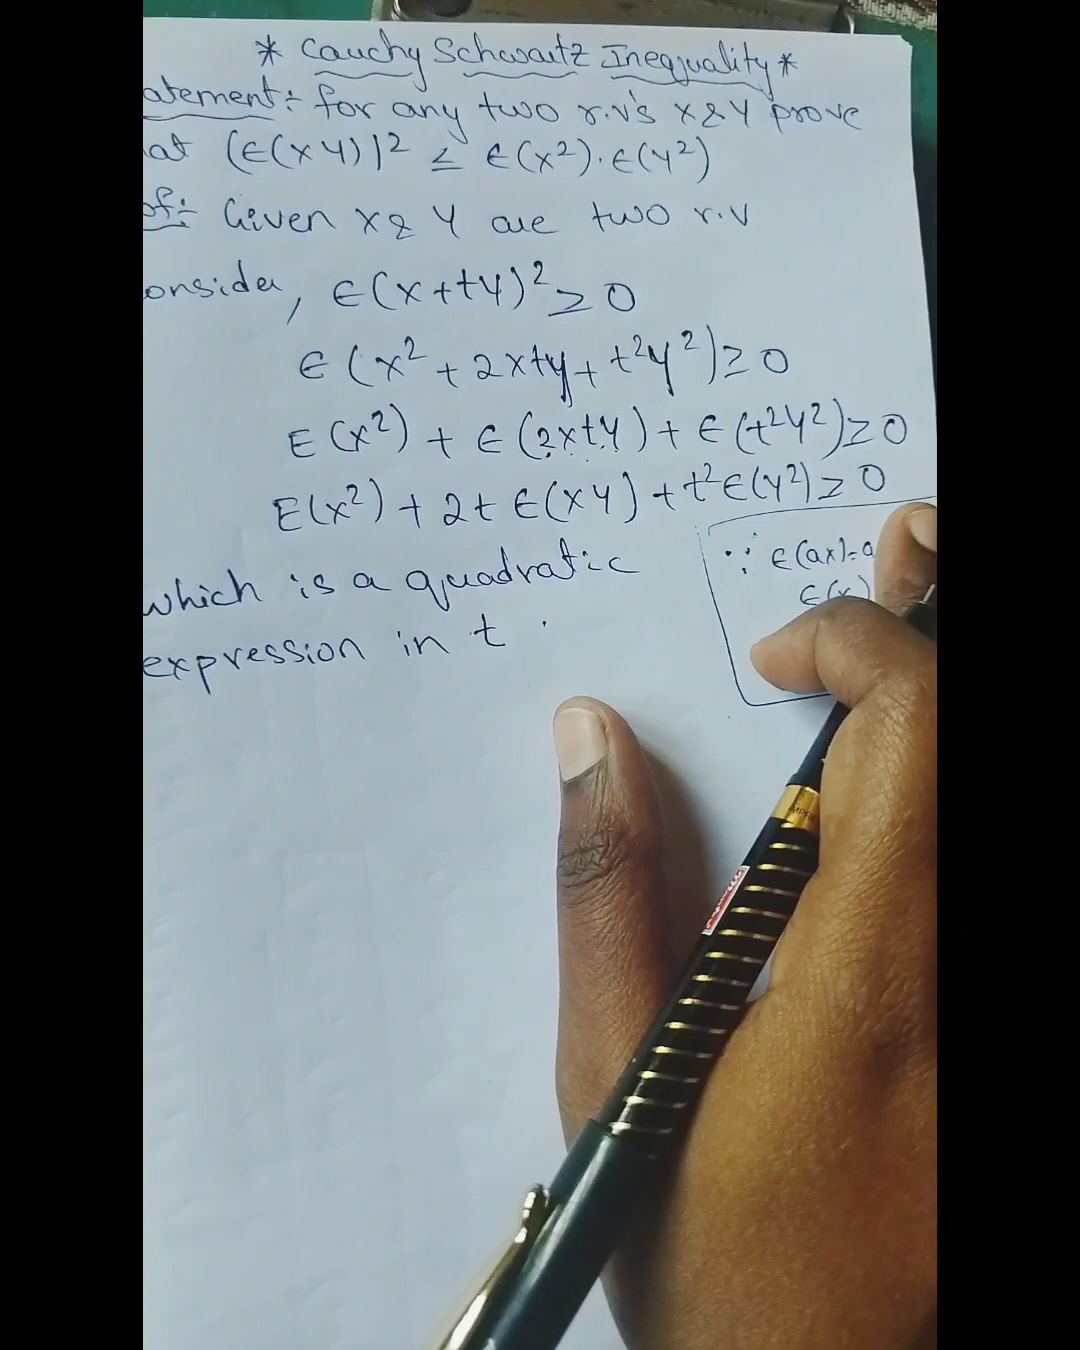 * Cauchy Schwartz Inequality *
atement:- for any two r.v's X & Y prove
at (E(XY))² ≤ E(X²).E(Y²)
of:- Given X & Y are two r.v
onsider, E(X+tY)² ≥ 0
E(X² + 2XtY + t²Y²) ≥ 0
E(X²) + E(2XtY) + E(t²Y²) ≥ 0
E(X²) + 2t E(XY) + t²E(Y²) ≥ 0
∵ E(ax)=a
E(x)
which is a quadratic
expression in t.